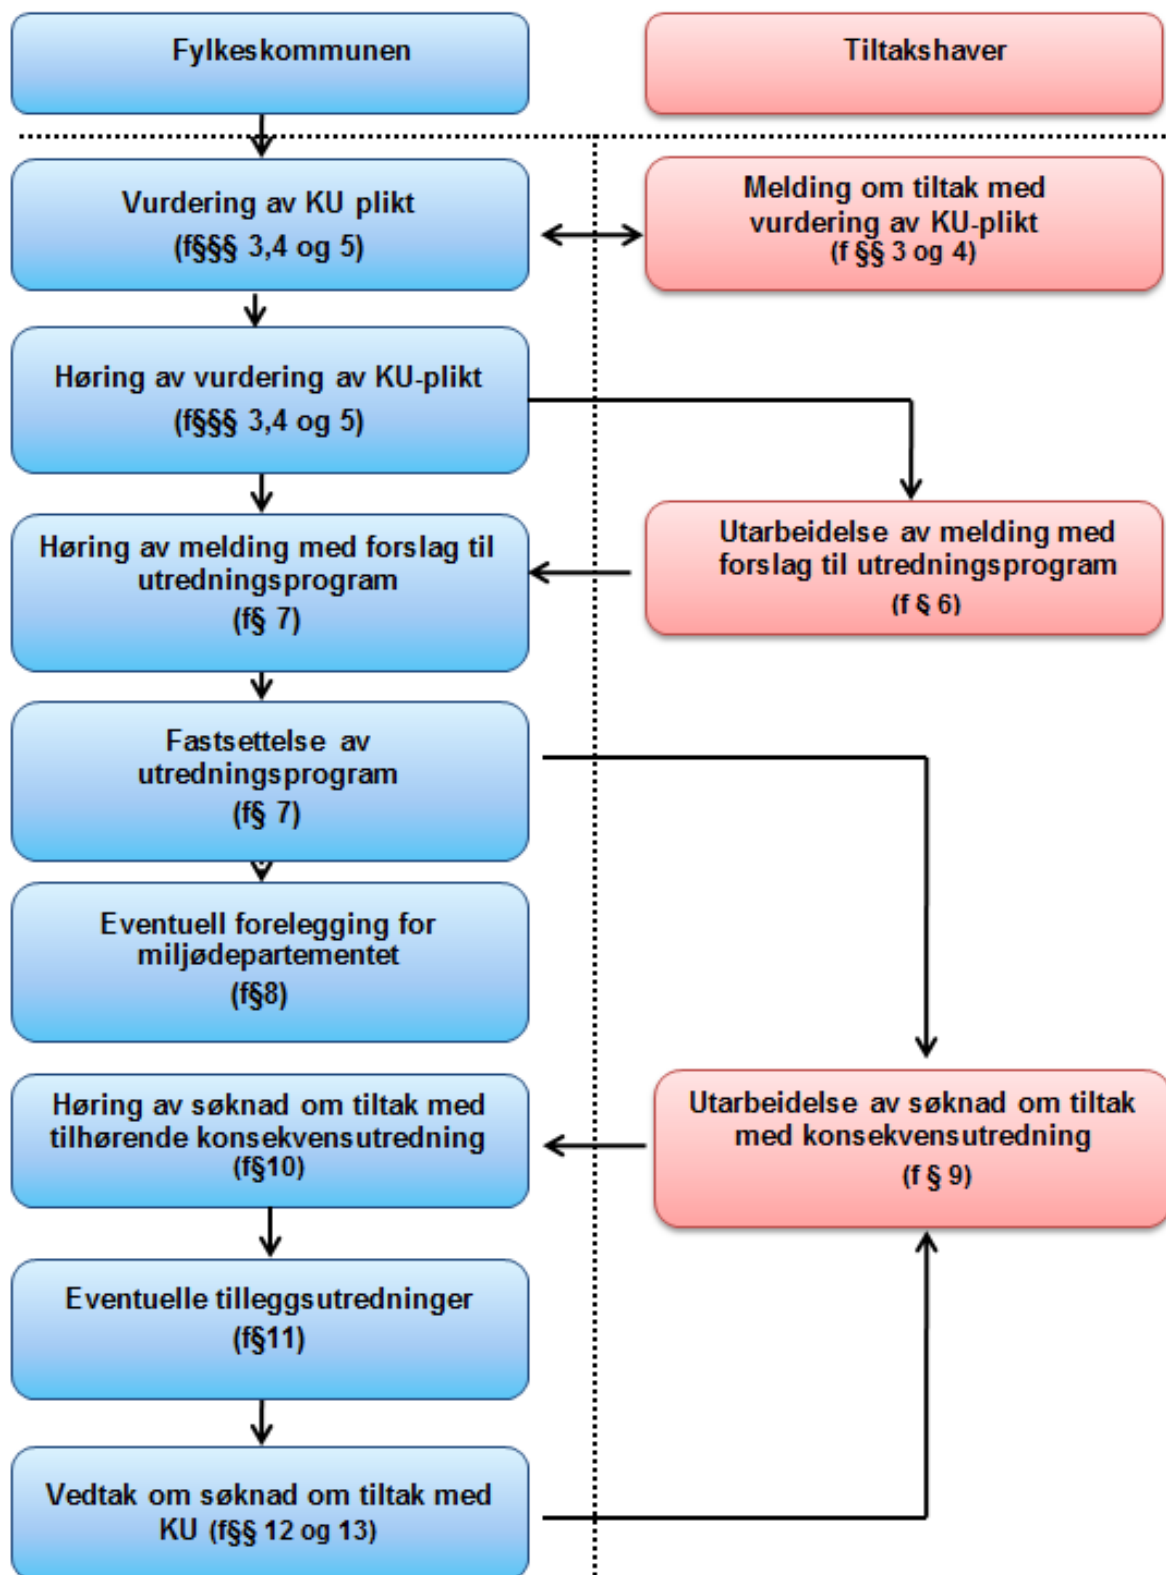 Fylkeskommunen
Tiltakshaver
Vurdering av KU plikt
(f§§§ 3,4 og 5)
Melding om tiltak med
vurdering av KU-plikt
(f §§ 3 og 4)
Høring av vurdering av KU-plikt
(f§§§ 3,4 og 5)
Høring av melding med forslag til
utredningsprogram
(f§ 7)
Utarbeidelse av melding med
forslag til utredningsprogram
(f § 6)
Fastsettelse av
utredningsprogram
(f§ 7)
Eventuell forelegging for
miljødepartementet
(f§8)
Høring av søknad om tiltak med
tilhørende konsekvensutredning
(f§10)
Utarbeidelse av søknad om tiltak
med konsekvensutredning
(f § 9)
Eventuelle tilleggsutredninger
(f§11)
Vedtak om søknad om tiltak med
KU (f§§ 12 og 13)